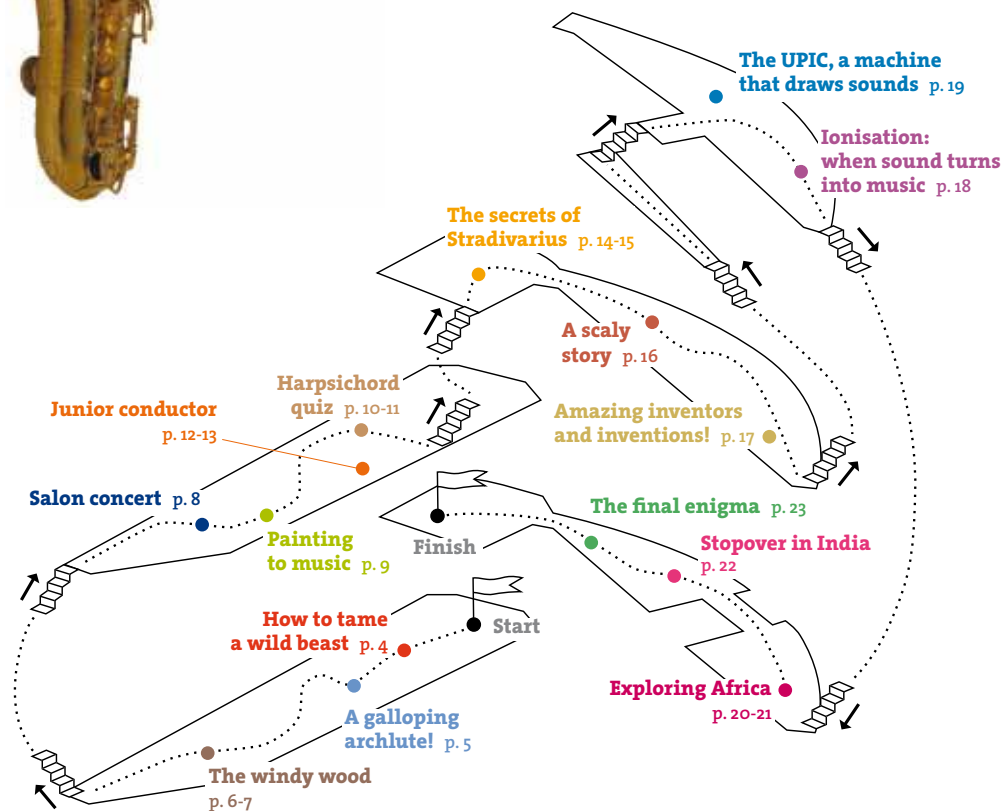 The UPIC, a machine
that draws sounds p. 19
Ionisation:
when sound turns
into music p. 18
The secrets of
Stradivarius p. 14-15
A scaly
story p. 16
Harpsichord
quiz p. 10-11
Junior conductor
p. 12-13
Amazing inventors
and inventions! p. 17
Salon concert p. 8
Painting
to music p. 9
Finish
The final enigma p. 23
Stopover in India
p. 22
How to tame
a wild beast p. 4
Start
Exploring Africa
p. 20-21
A galloping
archlute! p. 5
The windy wood
p. 6-7